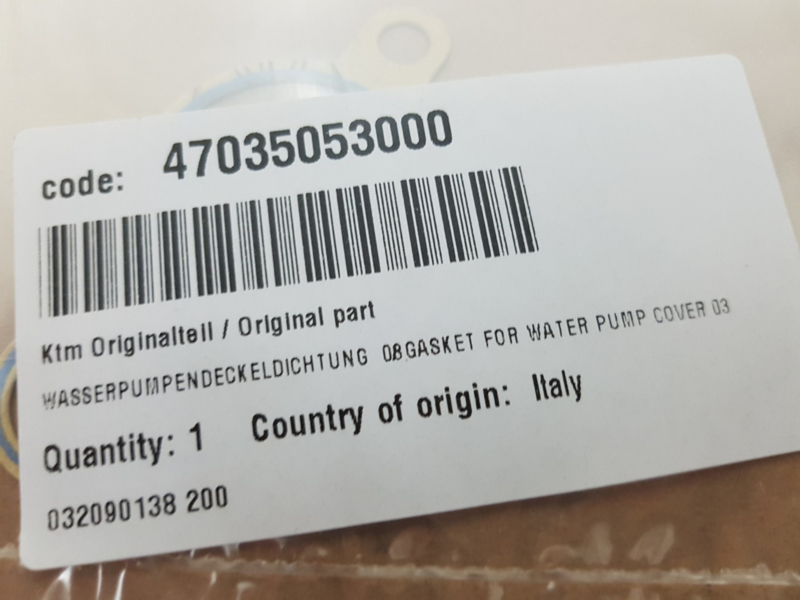 code: 47035053000
Ktm Originalteil / Original part
WASSERPUMPENDECKELDICHTUNG 08GASKET FOR WATER PUMP COVER 03
Quantity: 1 Country of origin: Italy
032090138 200